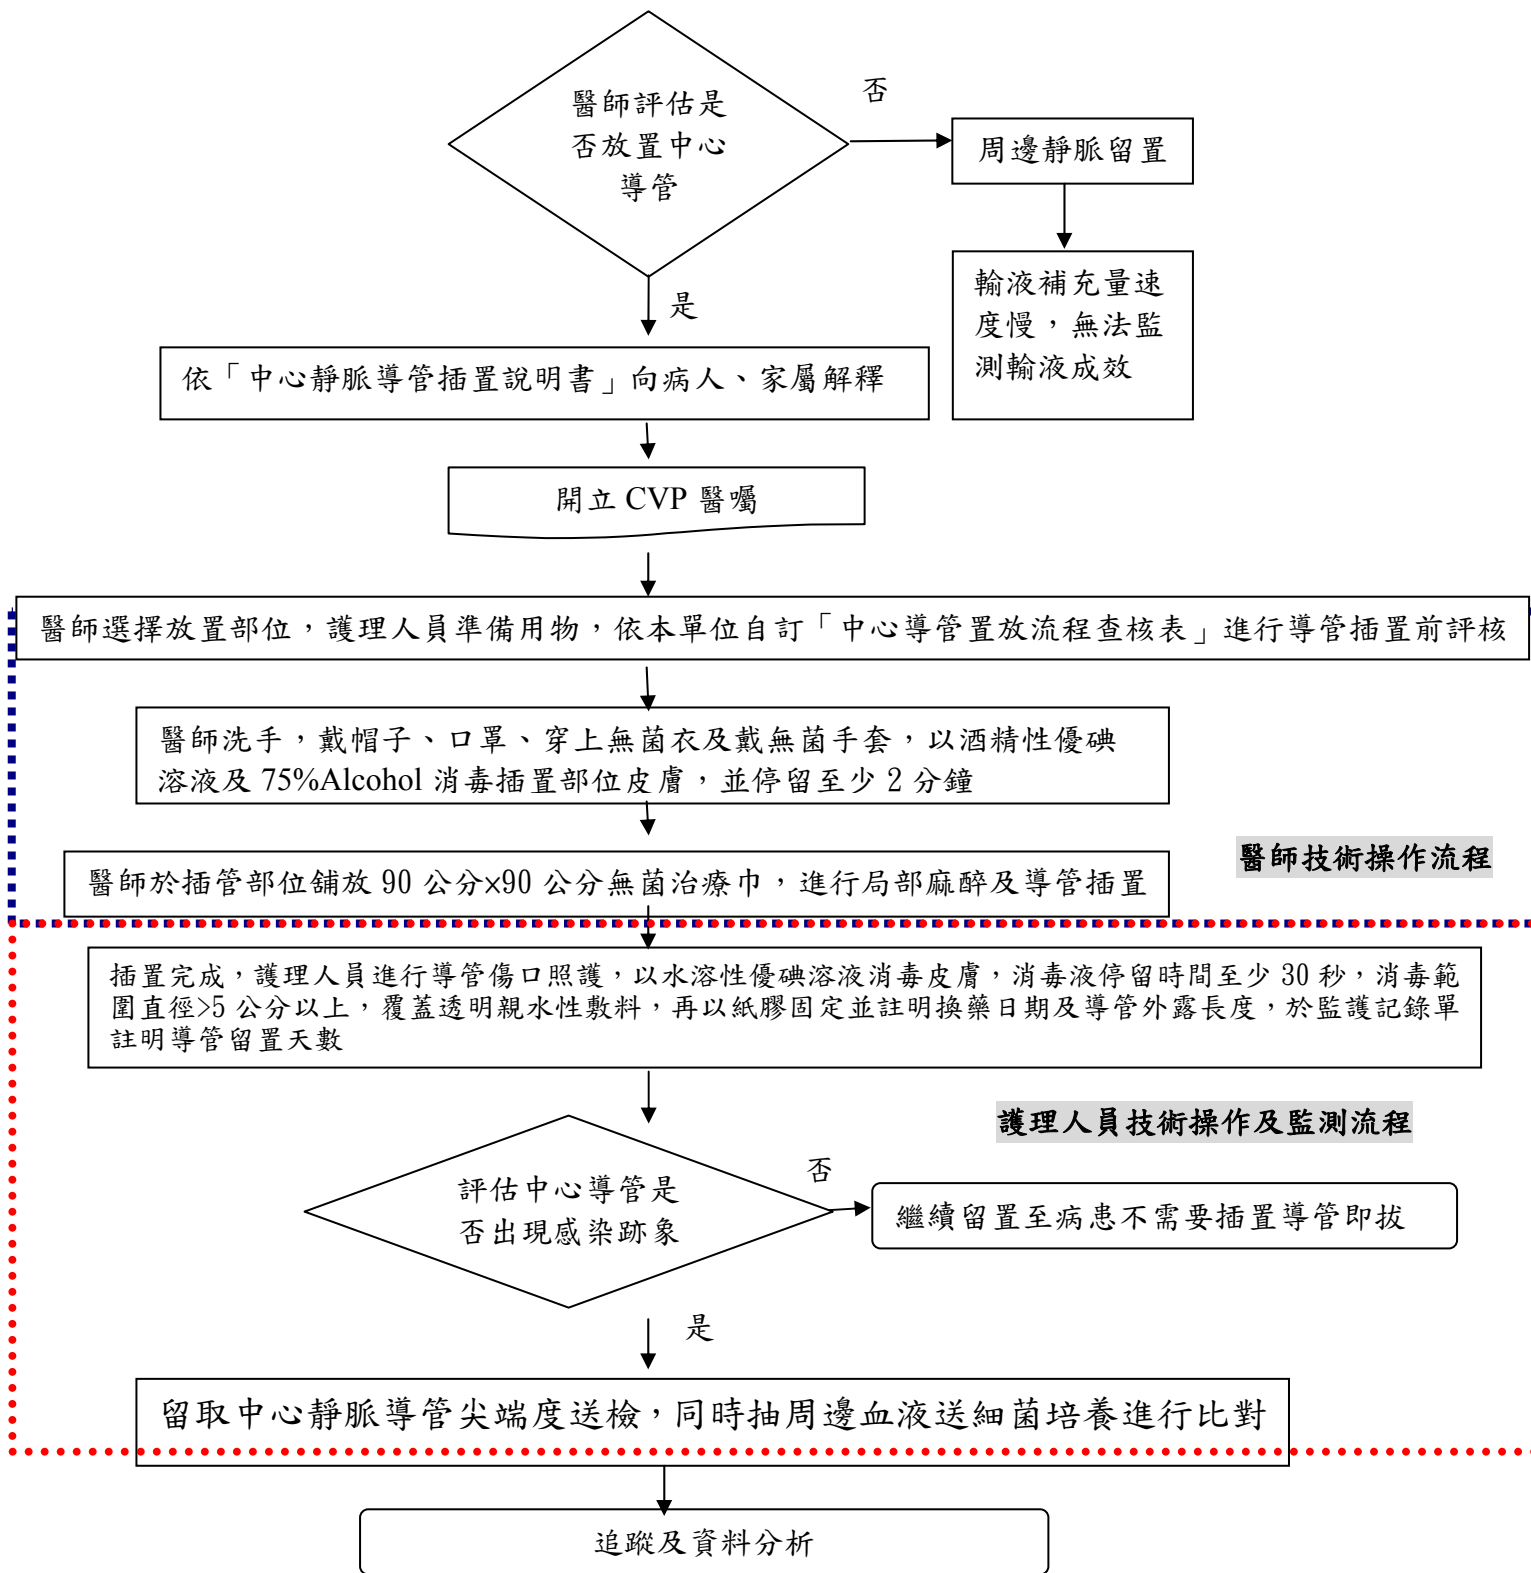 醫師評估是
否放置中心
導管
否
周邊靜脈留置
輸液補充量速
度慢，無法監
測輸液成效
是
依「中心靜脈導管插置說明書」向病人、家屬解釋
開立 CVP 醫囑
醫師選擇放置部位，護理人員準備用物，依本單位自訂「中心導管置放流程查核表」進行導管插置前評核
醫師洗手，戴帽子、口罩、穿上無菌衣及戴無菌手套，以酒精性優碘
溶液及 75%Alcohol 消毒插置部位皮膚，並停留至少 2 分鐘
醫師技術操作流程
醫師於插管部位舖放 90 公分×90 公分無菌治療巾，進行局部麻醉及導管插置
插置完成，護理人員進行導管傷口照護，以水溶性優碘溶液消毒皮膚，消毒液停留時間至少 30 秒，消毒範
圍直徑>5 公分以上，覆蓋透明親水性敷料，再以紙膠固定並註明換藥日期及導管外露長度，於監護記錄單
註明導管留置天數
護理人員技術操作及監測流程
評估中心導管是
否出現感染跡象
否
繼續留置至病患不需要插置導管即拔
是
留取中心靜脈導管尖端度送檢，同時抽周邊血液送細菌培養進行比對
追蹤及資料分析